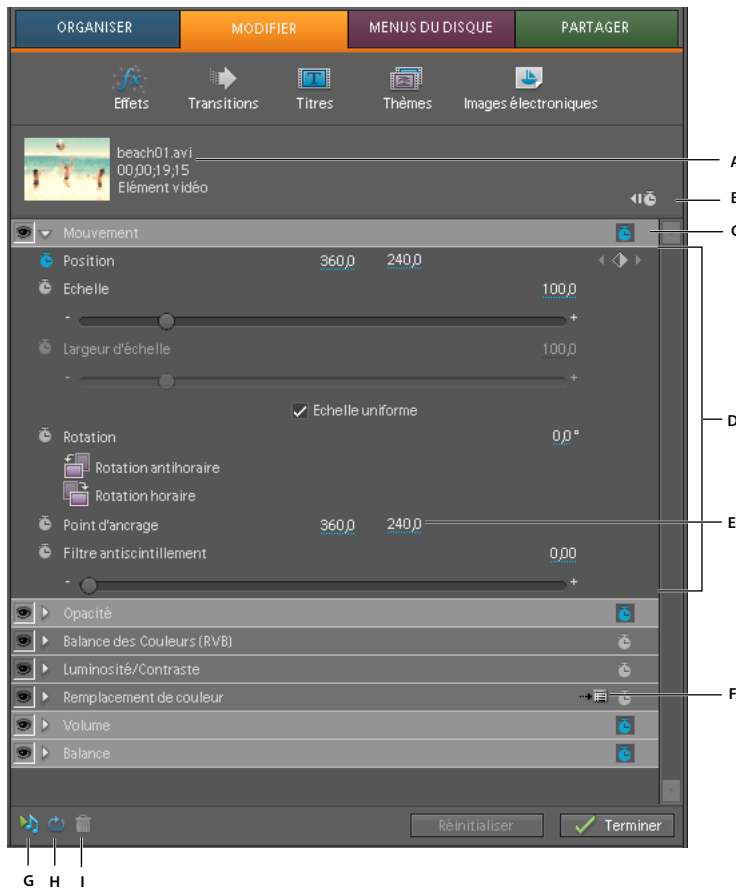 ORGANISER MODIFIER MENUS DU DISQUE PARTAGER
Effets Transitions Titres Thèmes Images électroniques
beach01.avi
00;00;19;15
Elément vidéo
A
B
Mouvement
C
Position 360,0 240,0
Echelle 100,0
- +
Largeur d'échelle 100,0
- +
Echelle uniforme
D
Rotation 0,0 °
Rotation antihoraire
Rotation horaire
Point d'ancrage 360,0 240,0
E
Filtre antiscintillement 0,00
- +
Opacité
Balance des Couleurs (RVB)
Luminosité/Contraste
Remplacement de couleur
F
Volume
Balance
Réinitialiser Terminer
G H I